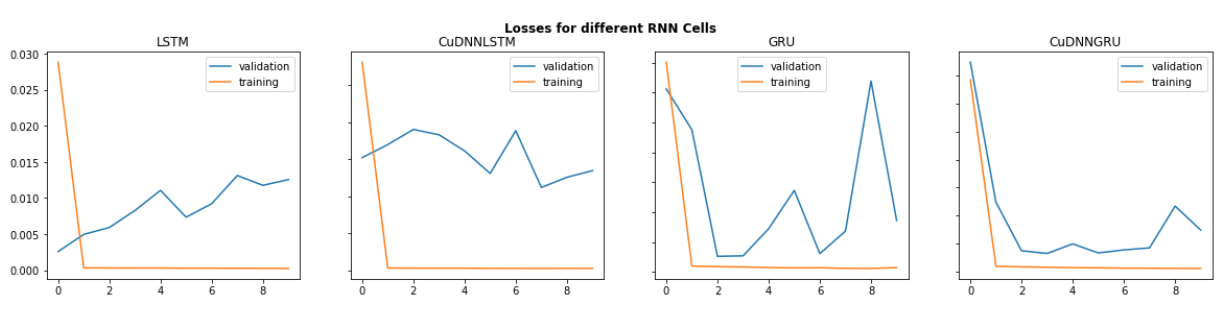 Losses for different RNN Cells
LSTM
CuDNNLSTM
GRU
CuDNNGRU
0.030
0.025
0.020
0.015
0.010
0.005
0.000
validation
training
validation
training
validation
training
validation
training
0 2 4 6 8
0 2 4 6 8
0 2 4 6 8
0 2 4 6 8